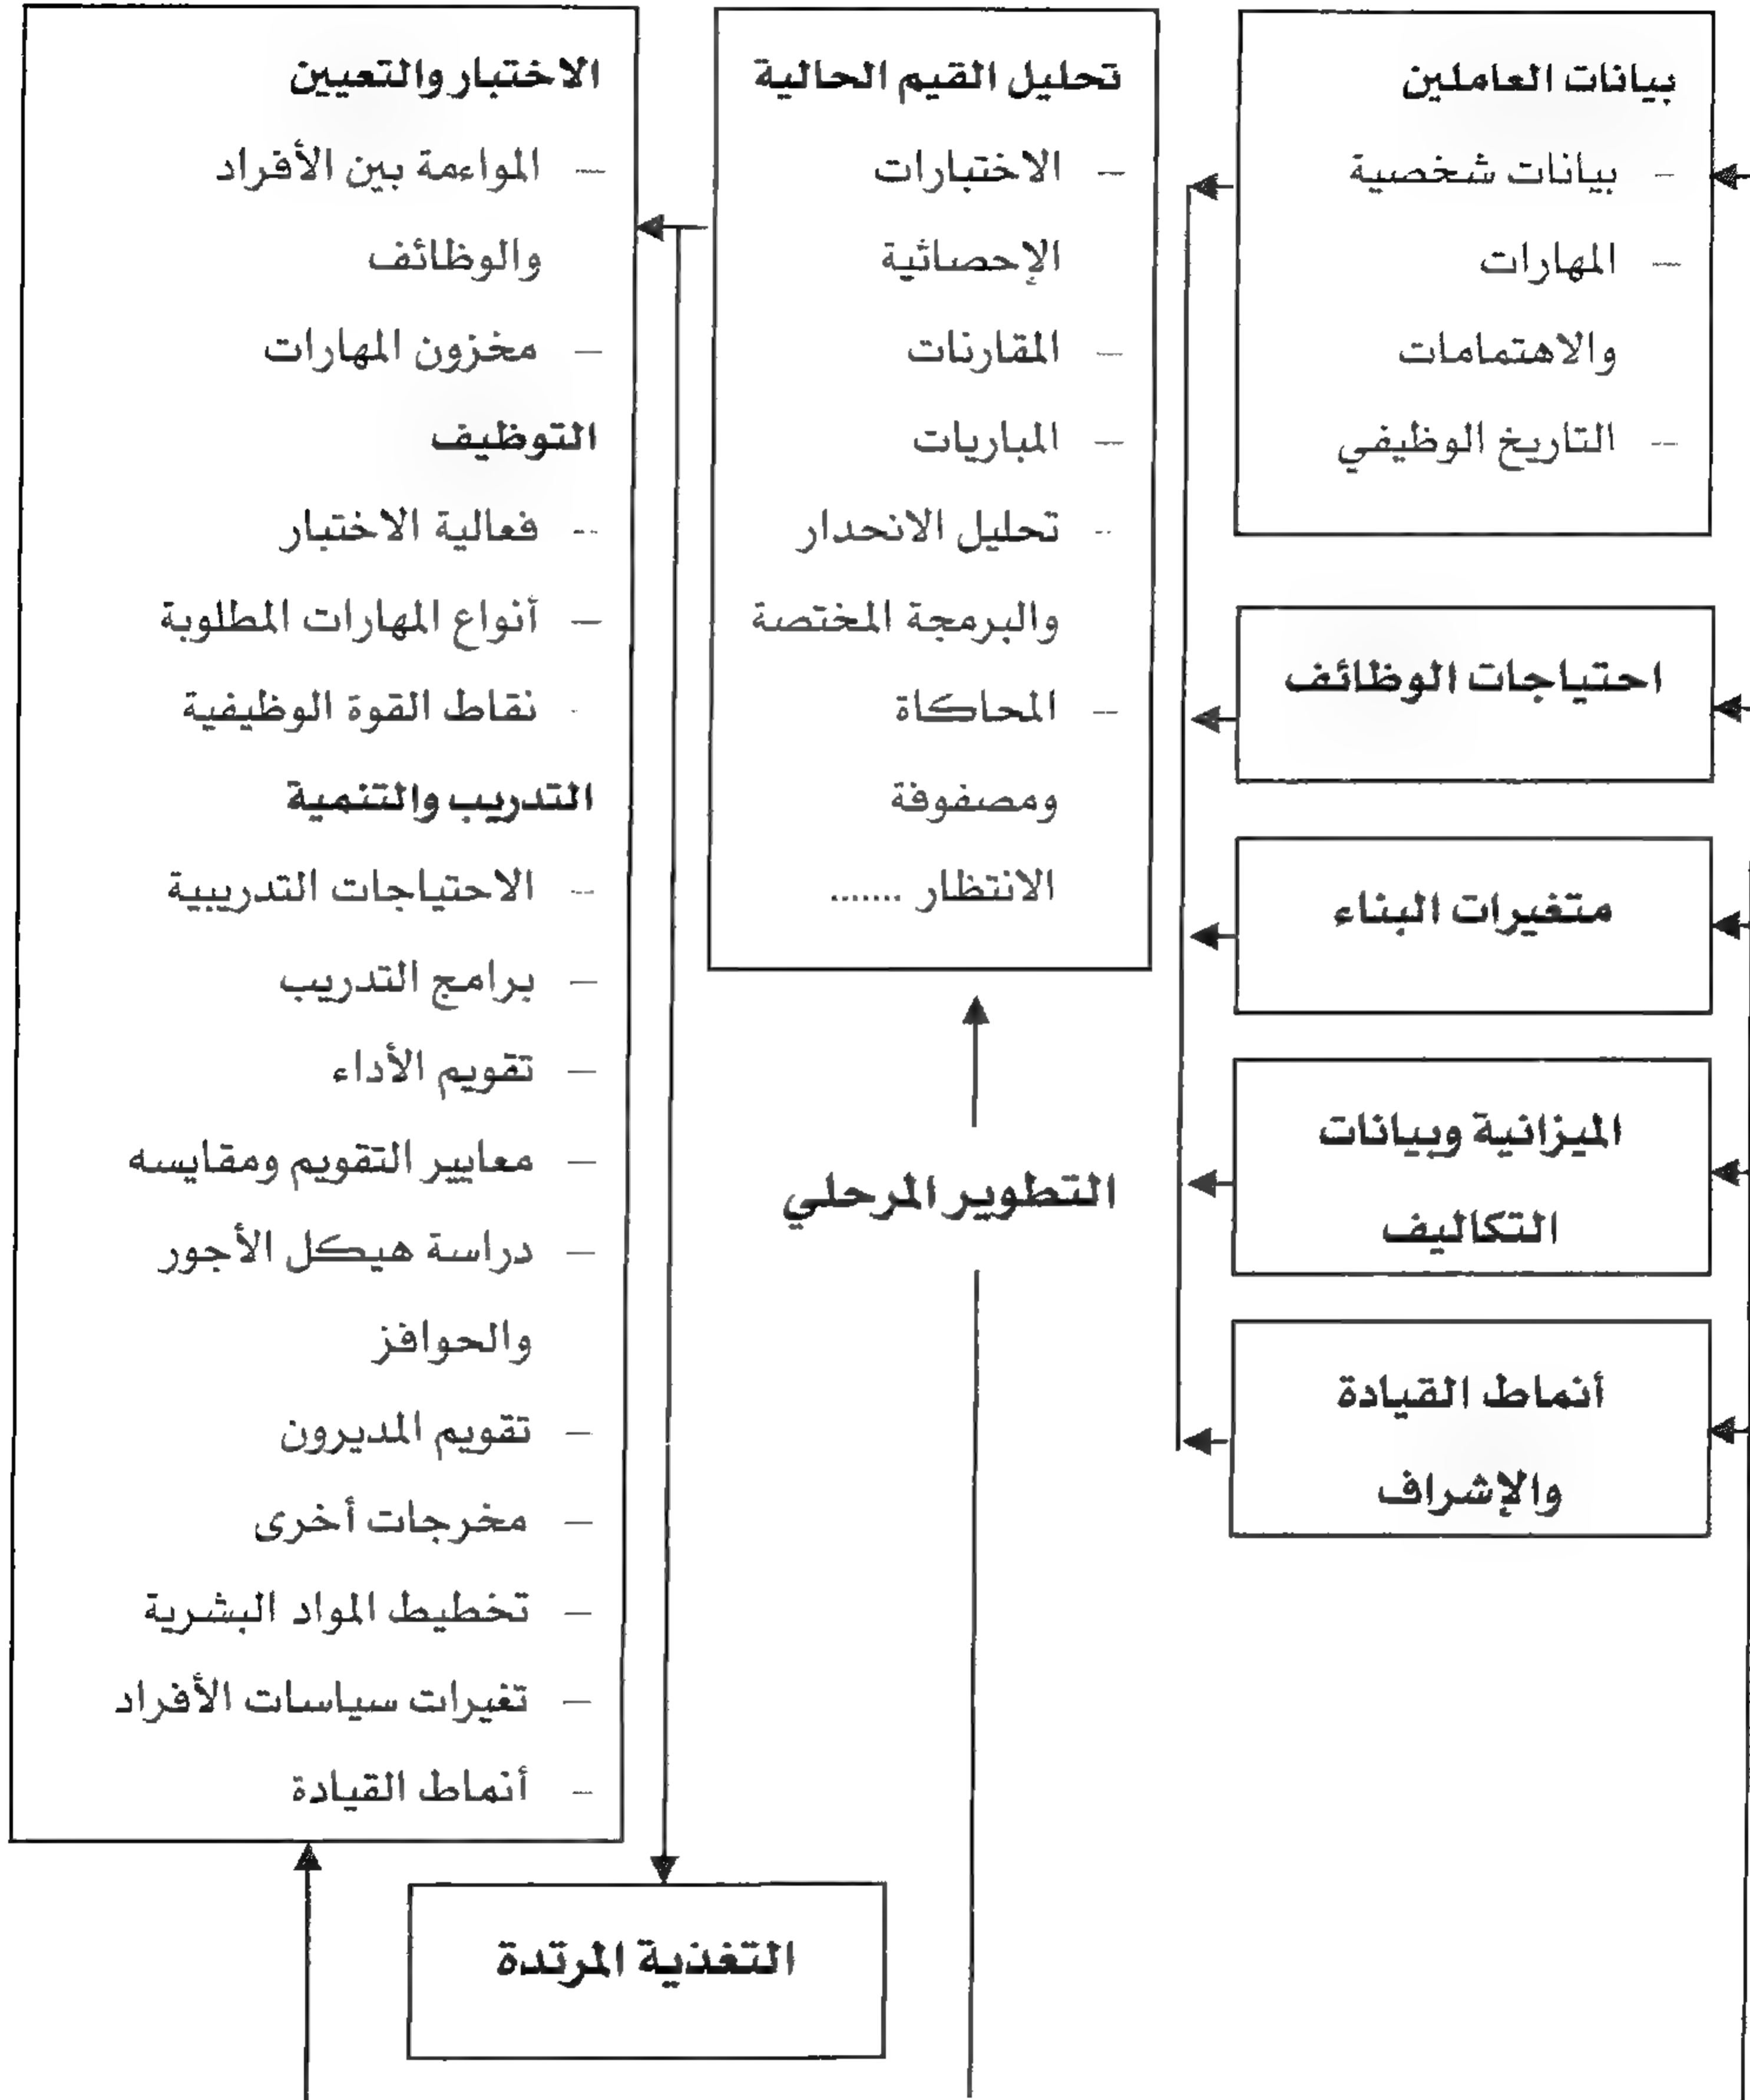 بيانات العاملين
- بيانات شخصية
- المهارات
والاهتمامات
- التاريخ الوظيفي
احتياجات الوظائف
متغيرات البناء
الميزانية وبيانات
التكاليف
أنماط القيادة
والإشراف
تحليل القيم الحالية
- الاختبارات
الإحصائية
- المقارنات
- المباريات
- تحليل الانحدار
والبرمجة المختصة
- المحاكاة
ومصفوفة
الانتظار .......
التطوير المرحلي
الاختبار والتعيين
- المواءمة بين الأفراد
والوظائف
- مخزون المهارات
التوظيف
- فعالية الاختبار
- أنواع المهارات المطلوبة
- نقاط القوة الوظيفية
التدريب والتنمية
- الاحتياجات التدريبية
- برامج التدريب
- تقويم الأداء
- معايير التقويم ومقايسه
- دراسة هيكل الأجور
والحوافز
- تقويم المديرون
- مخرجات أخرى
- تخطيط المواد البشرية
- تغيرات سياسات الأفراد
- أنماط القيادة
التغذية المرتدة